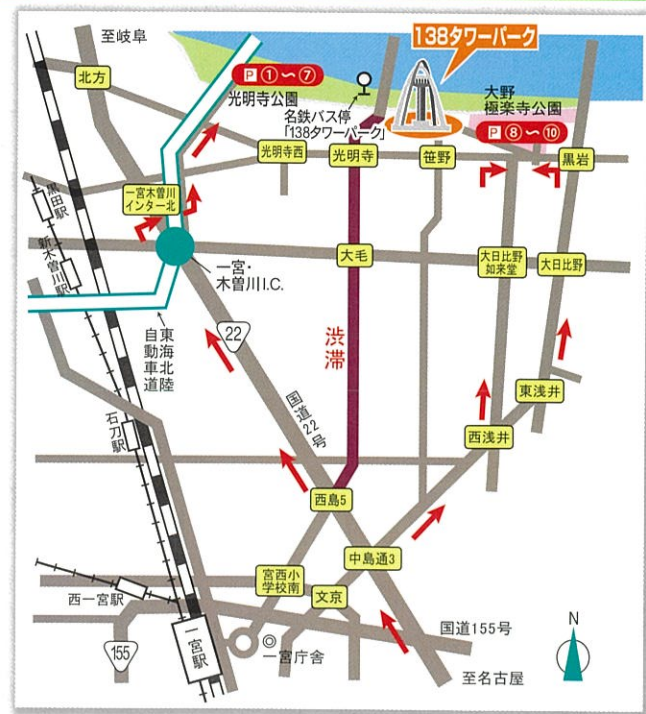 138タワーパーク
至岐阜
北方
P ①〜⑦
光明寺公園
名鉄バス停
「138タワーパーク」
大野
極楽寺公園
P ⑧〜⑩
光明寺西
光明寺
笹野
黒岩
黒田駅
一宮木曽川
インター北
新木曽川駅
大毛
大日比野
如来堂
大日比野
一宮・
木曽川I.C.
22
渋滞
東海北陸
自動車道
国道22号
東浅井
石刀駅
西浅井
西島5
中島通3
宮西小
学校南
文京
西一宮駅
国道155号
155
一宮駅
一宮庁舎
至名古屋
N